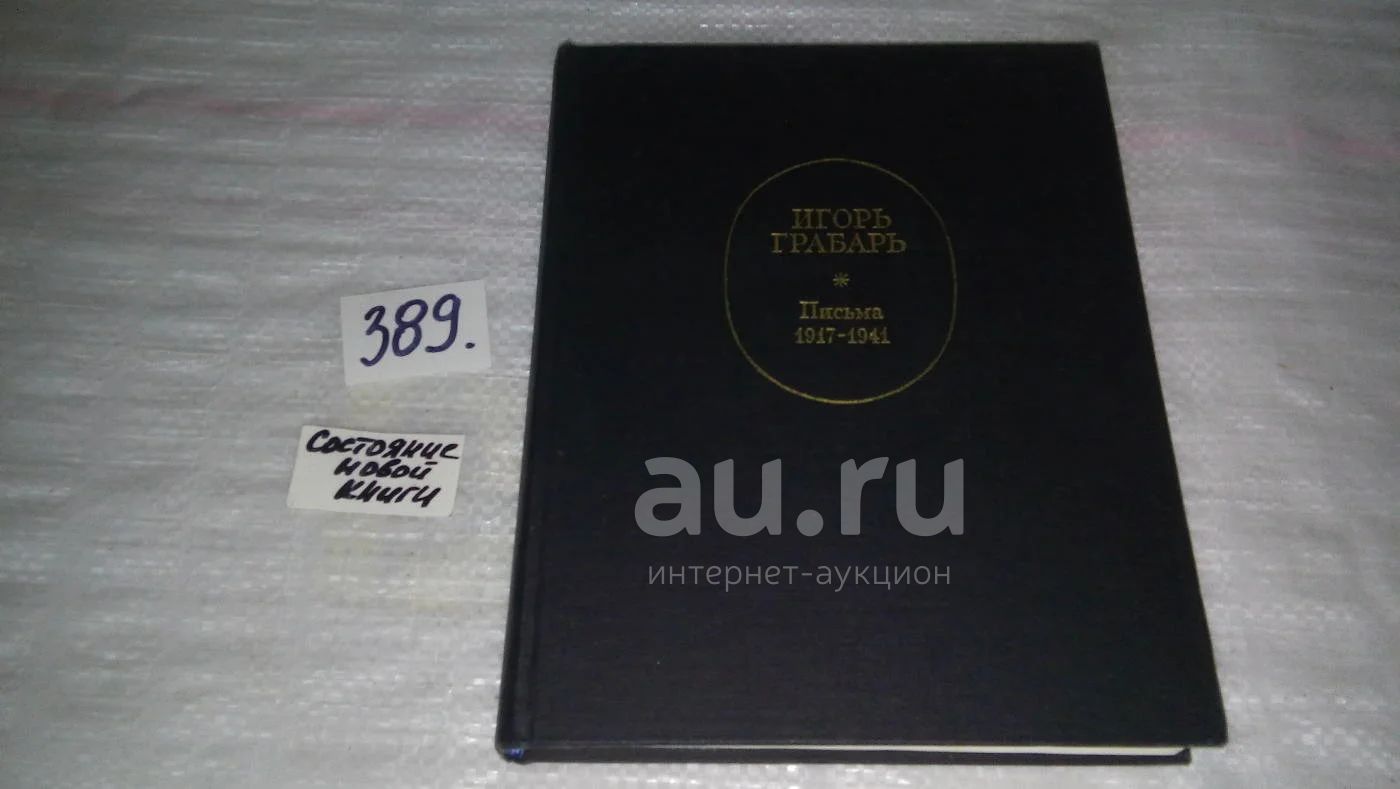 ИГОРЬ
ГРАБАРЬ
*
Письма
1917-1941
389.
Состояние
новой
книги
au.ru
интернет-аукцион